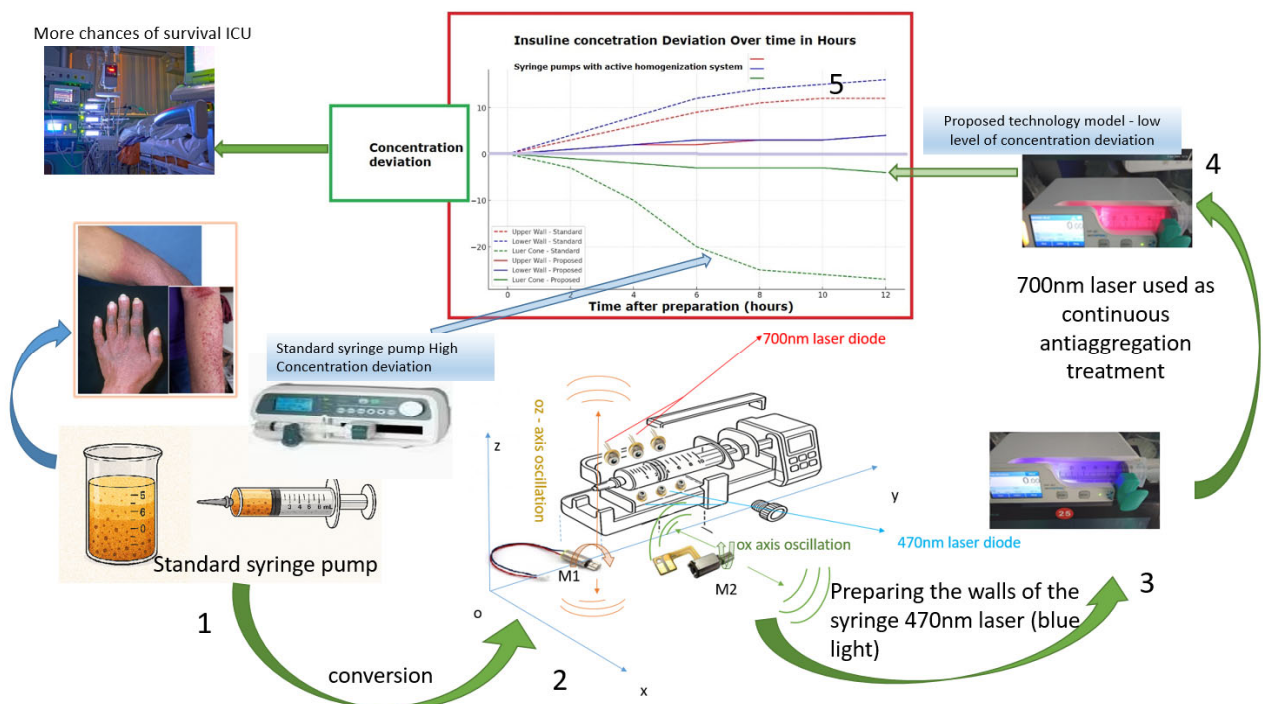 More chances of survival ICU
Insuline concetration Deviation Over time in Hours
Syringe pumps with active homogenization system
5
10
0
−10
−20
Upper Wall - Standard
Lower Wall - Standard
Luer Cone - Standard
Upper Wall - Proposed
Lower Wall - Proposed
Luer Cone - Proposed
0
2
4
6
8
10
12
Time after preparation (hours)
Concentration
deviation
Proposed technology model - low
level of concentration deviation
4
700nm laser used as
continuous
antiaggregation
treatment
Standard syringe pump High
Concentration deviation
700nm laser diode
oz - axis oscillation
z
y
ox axis oscillation
470nm laser diode
M1
M2
o
x
25
Standard syringe pump
1
conversion
2
Preparing the walls of the
syringe 470nm laser (blue
light)
3